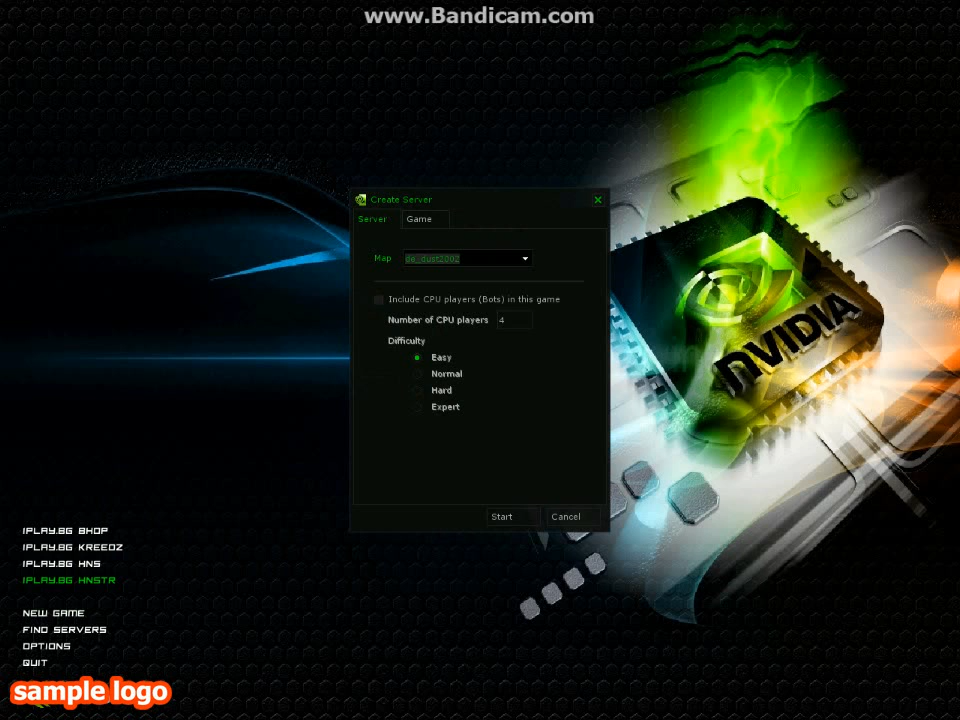 www.Bandicam.com
Create Server
Server Game
Map de_dust2002
Include CPU players (Bots) in this game
Number of CPU players 4
Difficulty
Easy
Normal
Hard
Expert
Start Cancel
NVIDIA
IPLAY.BG BHOP
IPLAY.BG KREEDZ
IPLAY.BG HNS
IPLAY.BG HNSTR
NEW GAME
FIND SERVERS
OPTIONS
QUIT
sample logo